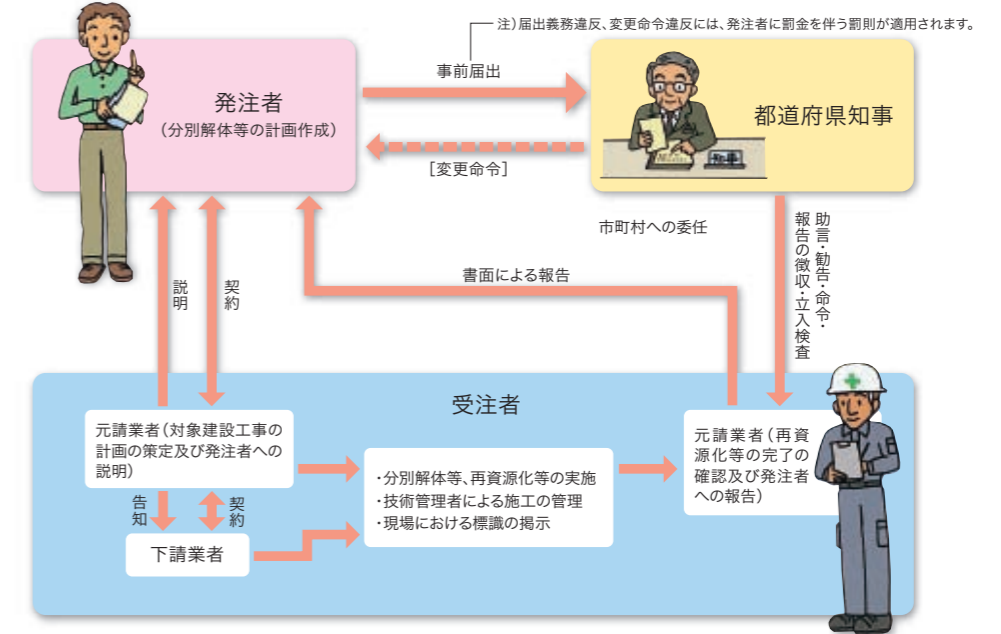 注）届出義務違反、変更命令違反には、発注者に罰金を伴う罰則が適用されます。
事前届出
発注者
（分別解体等の計画作成）
都道府県知事
知事
［変更命令］
市町村への委任
助言・勧告・命令・
報告の徴収・立入検査
書面による報告
説明
契約
受注者
元請業者（対象建設工事の
計画の策定及び発注者への
説明）
告知
契約
下請業者
・分別解体等、再資源化等の実施
・技術管理者による施工の管理
・現場における標識の掲示
元請業者（再資
源化等の完了の
確認及び発注者
への報告）